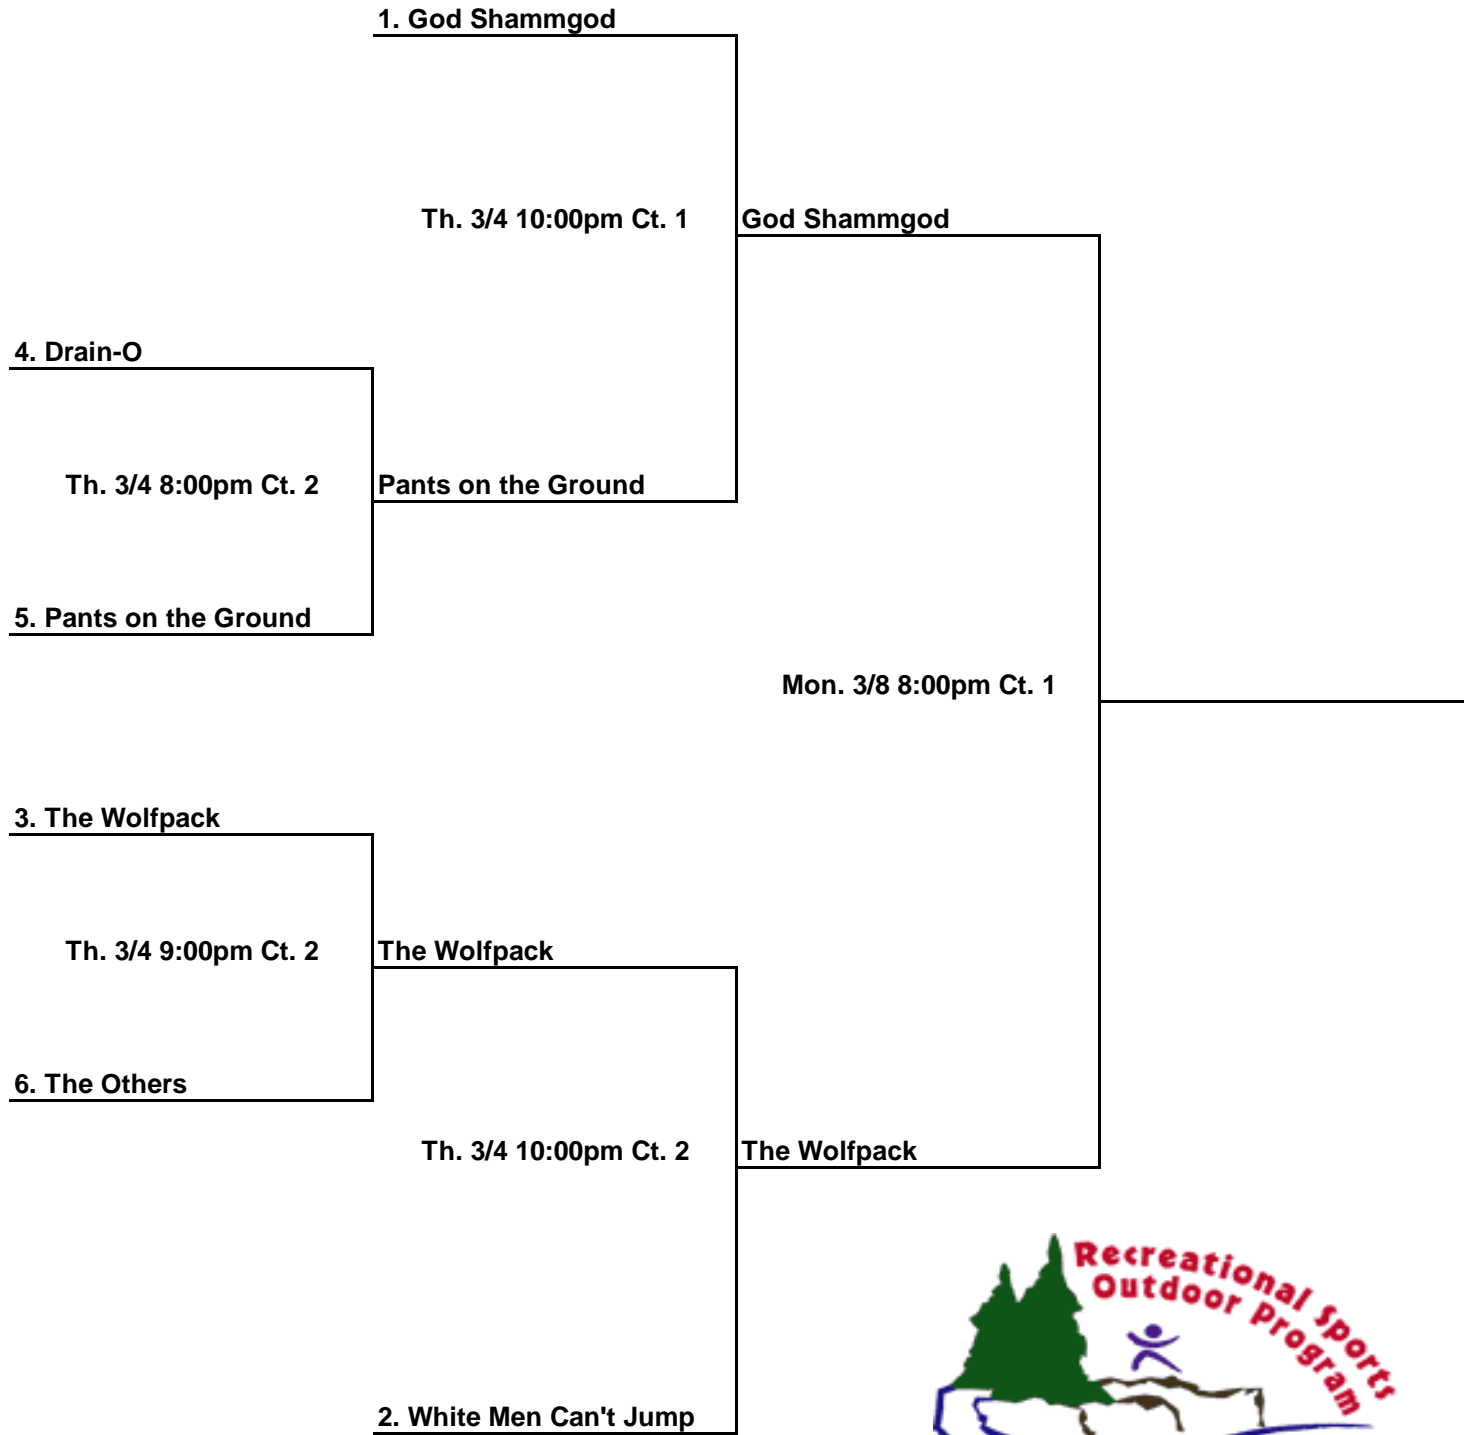 1. God Shammgod
Th. 3/4 10:00pm Ct. 1
God Shammgod
4. Drain-O
Th. 3/4 8:00pm Ct. 2
Pants on the Ground
5. Pants on the Ground
Mon. 3/8 8:00pm Ct. 1
3. The Wolfpack
Th. 3/4 9:00pm Ct. 2
The Wolfpack
6. The Others
Th. 3/4 10:00pm Ct. 2
The Wolfpack
2. White Men Can't Jump
Recreational Sports
Outdoor Program